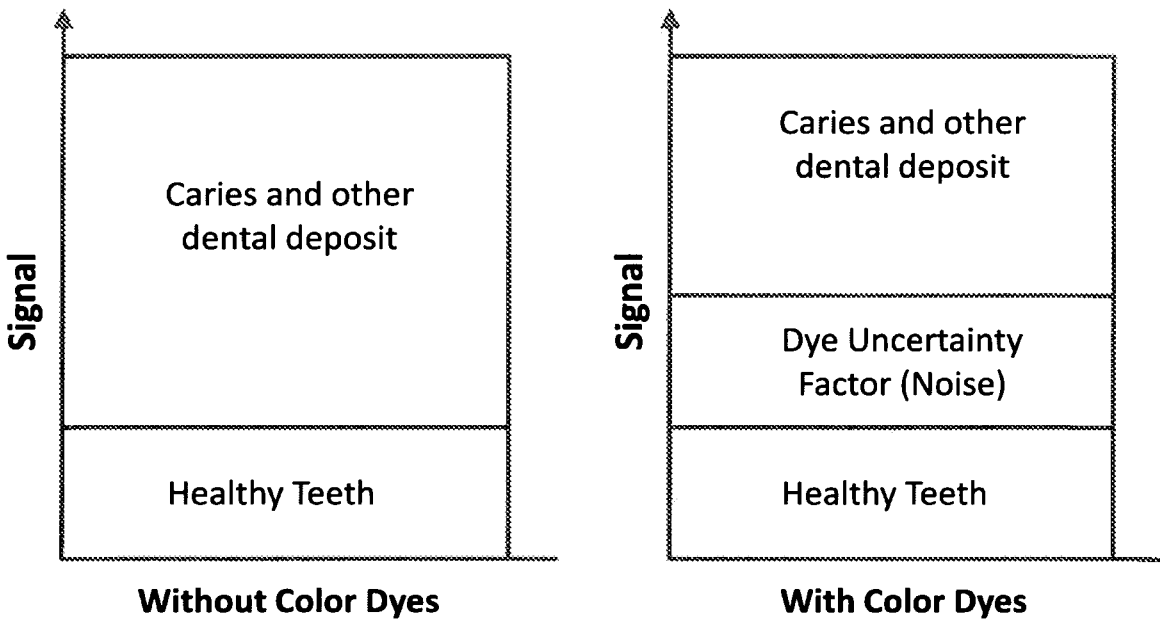 Signal
Caries and other
dental deposit
Healthy Teeth
Without Color Dyes
Signal
Caries and other
dental deposit
Dye Uncertainty
Factor (Noise)
Healthy Teeth
With Color Dyes